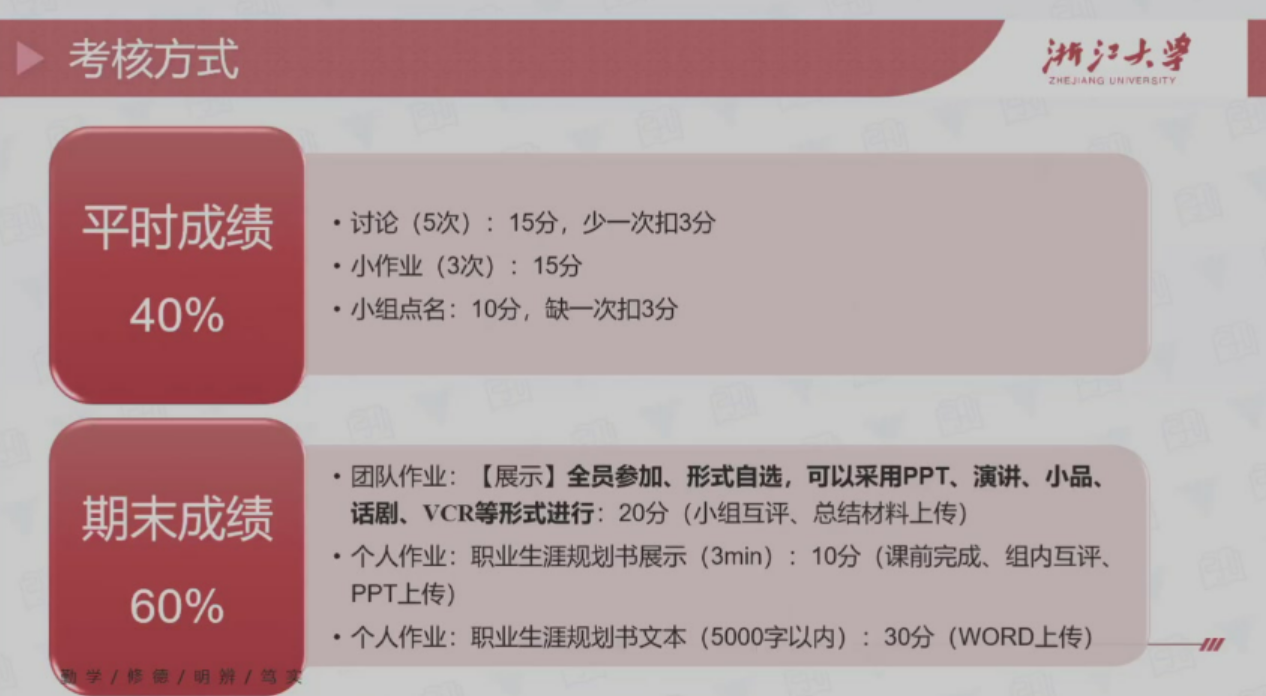 考核方式
浙江大学
ZHEJIANG UNIVERSITY
平时成绩
40%
• 讨论（5次）：15分，少一次扣3分
• 小作业（3次）：15分
• 小组点名：10分，缺一次扣3分
期末成绩
60%
• 团队作业：【展示】全员参加、形式自选，可以采用PPT、演讲、小品、
话剧、VCR等形式进行：20分（小组互评、总结材料上传）
• 个人作业：职业生涯规划书展示（3min）：10分（课前完成、组内互评、
PPT上传）
• 个人作业：职业生涯规划书文本（5000字以内）：30分（WORD上传）
勤学/修德/明辨/笃实